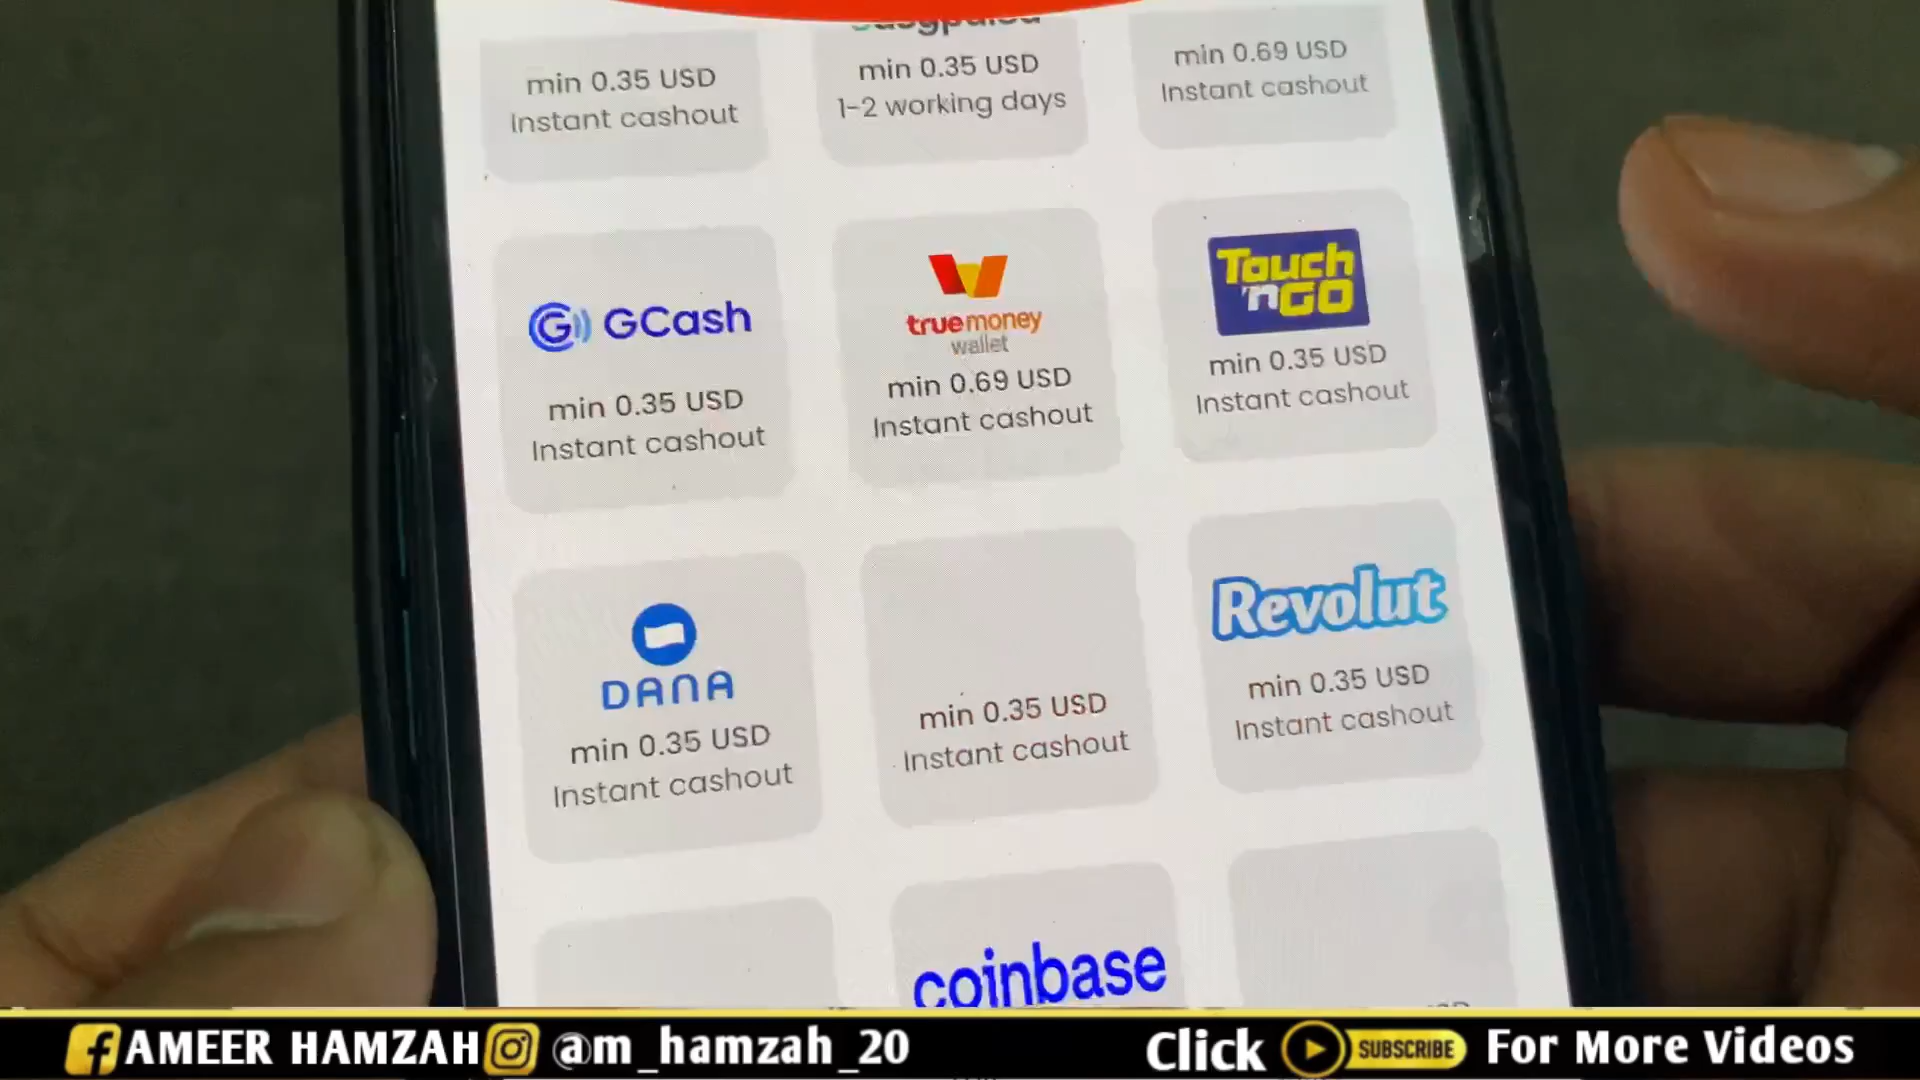 min 0.35 USD
Instant cashout
min 0.35 USD
1-2 working days
min 0.69 USD
Instant cashout
GCash
min 0.35 USD
Instant cashout
truemoney
wallet
min 0.69 USD
Instant cashout
Touch
'n GO
min 0.35 USD
Instant cashout
DANA
min 0.35 USD
Instant cashout
min 0.35 USD
Instant cashout
Revolut
min 0.35 USD
Instant cashout
coinbase
AMEER HAMZAH @m_hamzah_20 Click SUBSCRIBE For More Videos